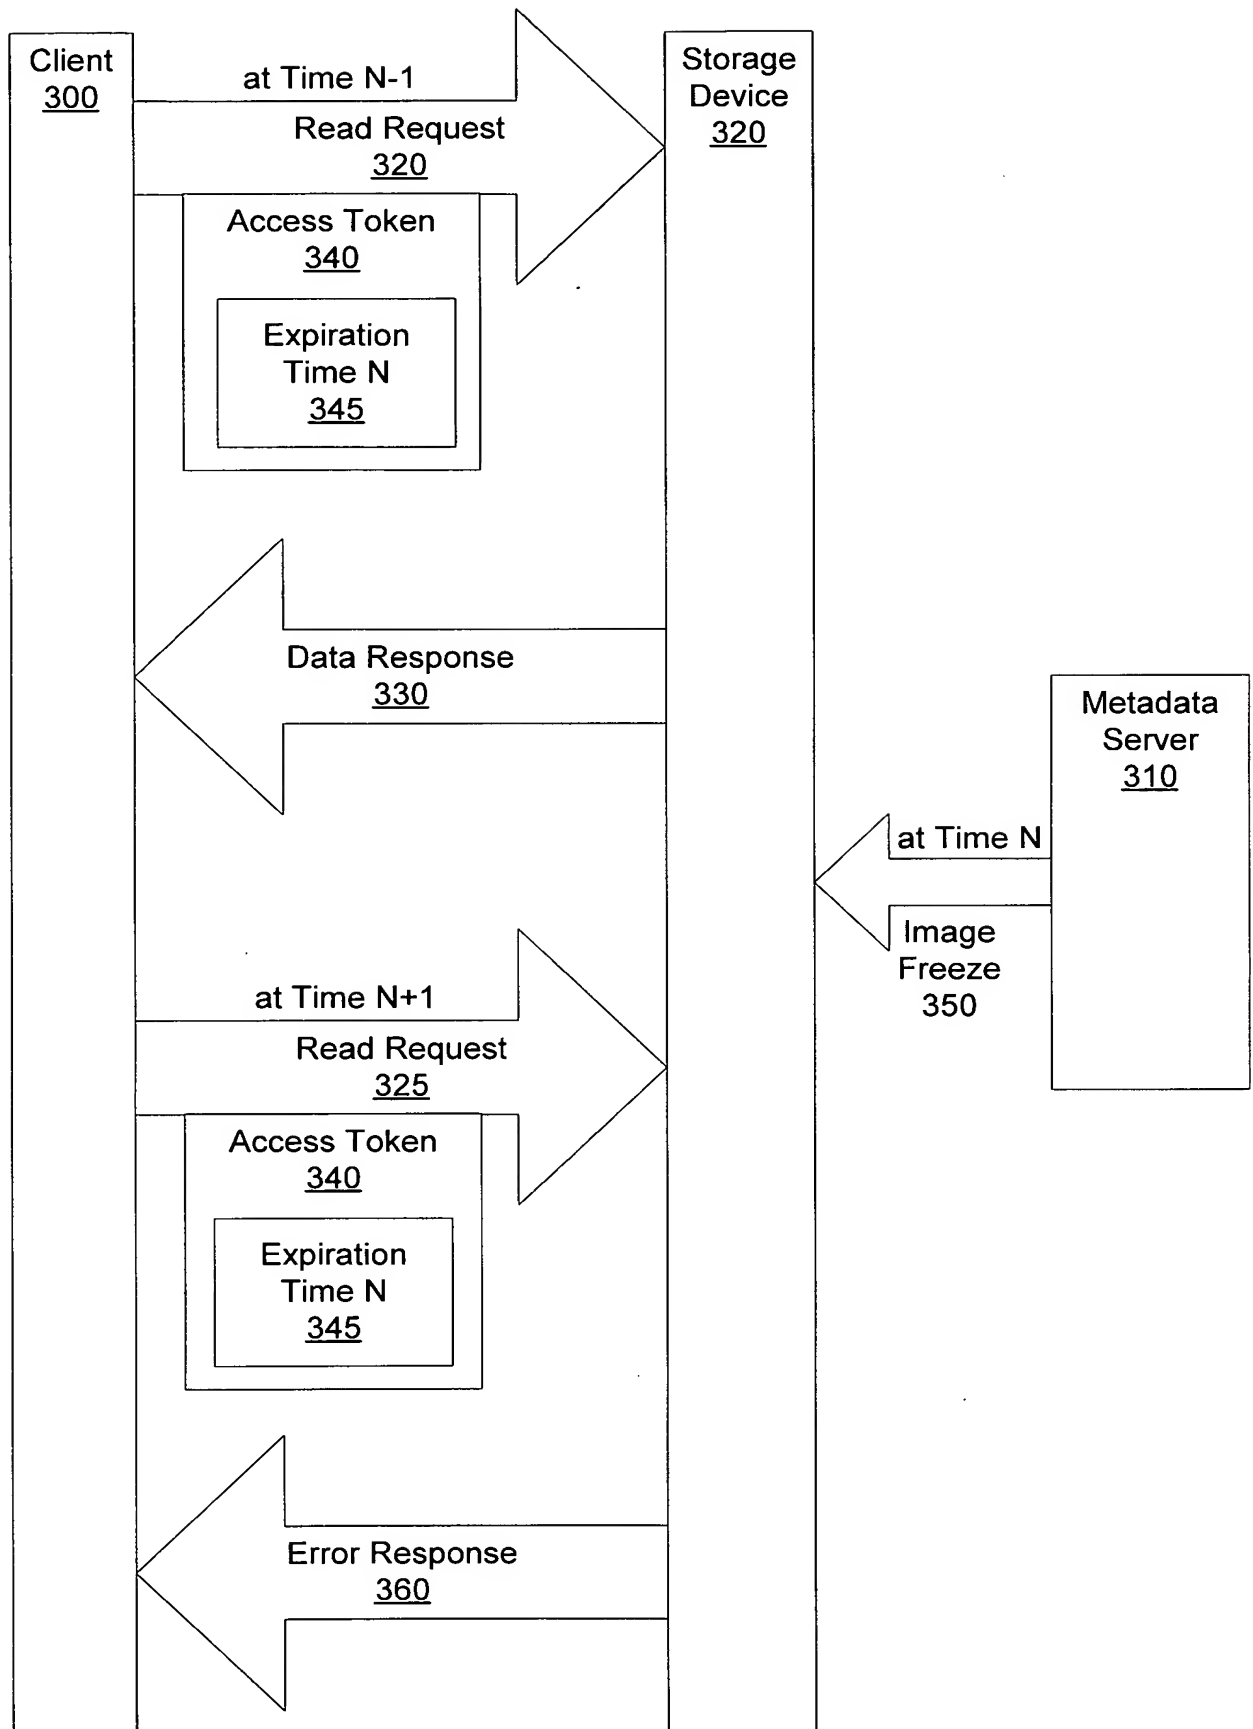 Client
300
at Time N-1
Read Request
320
Storage
Device
320
Access Token
340
Expiration
Time N
345
Data Response
330
Metadata
Server
310
at Time N
Image
Freeze
350
at Time N+1
Read Request
325
Access Token
340
Expiration
Time N
345
Error Response
360